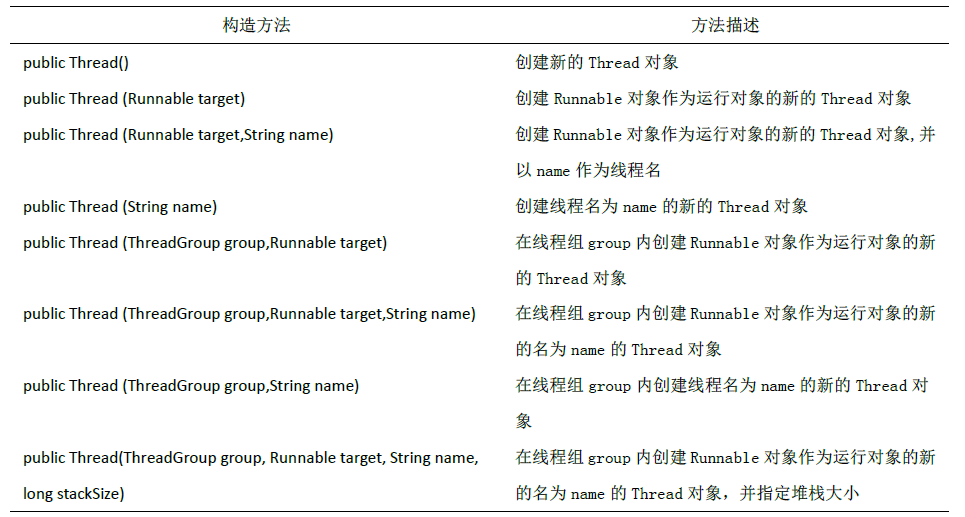 构造方法 方法描述
public Thread() 创建新的 Thread 对象
public Thread (Runnable target) 创建 Runnable 对象作为运行对象的新的 Thread 对象
public Thread (Runnable target,String name) 创建 Runnable 对象作为运行对象的新的 Thread 对象,并
以 name 作为线程名
public Thread (String name) 创建线程名为 name 的新的 Thread 对象
public Thread (ThreadGroup group,Runnable target) 在线程组 group 内创建 Runnable 对象作为运行对象的新
的 Thread 对象
public Thread (ThreadGroup group,Runnable target,String name) 在线程组 group 内创建 Runnable 对象作为运行对象的新
的名为 name 的 Thread 对象
public Thread (ThreadGroup group,String name) 在线程组 group 内创建线程名为 name 的新的 Thread 对
象
public Thread(ThreadGroup group, Runnable target, String name, 在线程组 group 内创建 Runnable 对象作为运行对象的新
long stackSize) 的名为 name 的 Thread 对象，并指定堆栈大小